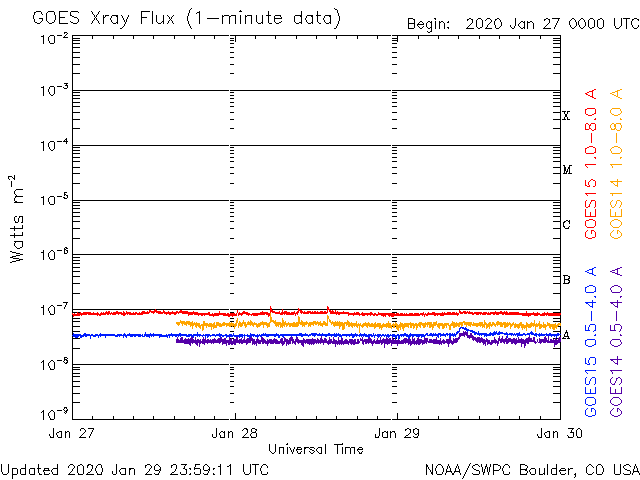 GOES Xray Flux (1-minute data)
Begin: 2020 Jan 27 0000 UTC
Watts m⁻²
10⁻²
10⁻³
10⁻⁴
10⁻⁵
10⁻⁶
10⁻⁷
10⁻⁸
10⁻⁹
X
M
C
B
A
GOES15 1.0-8.0 A
GOES14 1.0-8.0 A
GOES15 0.5-4.0 A
GOES14 0.5-4.0 A
Jan 27 Jan 28 Jan 29 Jan 30
Universal Time
Updated 2020 Jan 29 23:59:11 UTC
NOAA/SWPC Boulder, CO USA